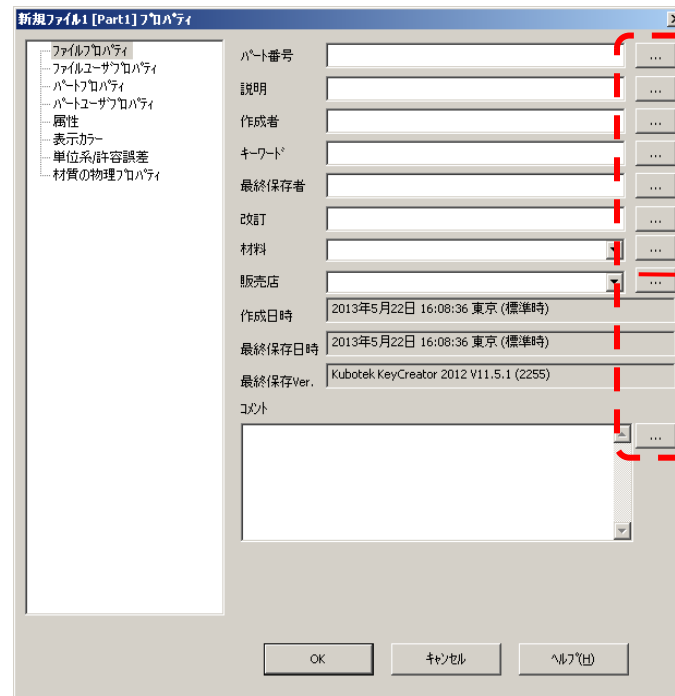 新規ファイル1 [Part1] プロパティ
ファイルプロパティ
ファイルユーザプロパティ
パートプロパティ
パートユーザプロパティ
属性
表示カラー
単位系/許容誤差
材質の物理プロパティ
パート番号
...
説明
...
作成者
...
キーワード
...
最終保存者
...
改訂
...
材料
...
販売店
...
作成日時
2013年5月22日 16:08:36 東京 (標準時)
最終保存日時
2013年5月22日 16:08:36 東京 (標準時)
最終保存Ver.
Kubotek KeyCreator 2012 V11.5.1 (2255)
コメント
...
OK
キャンセル
ヘルプ(H)